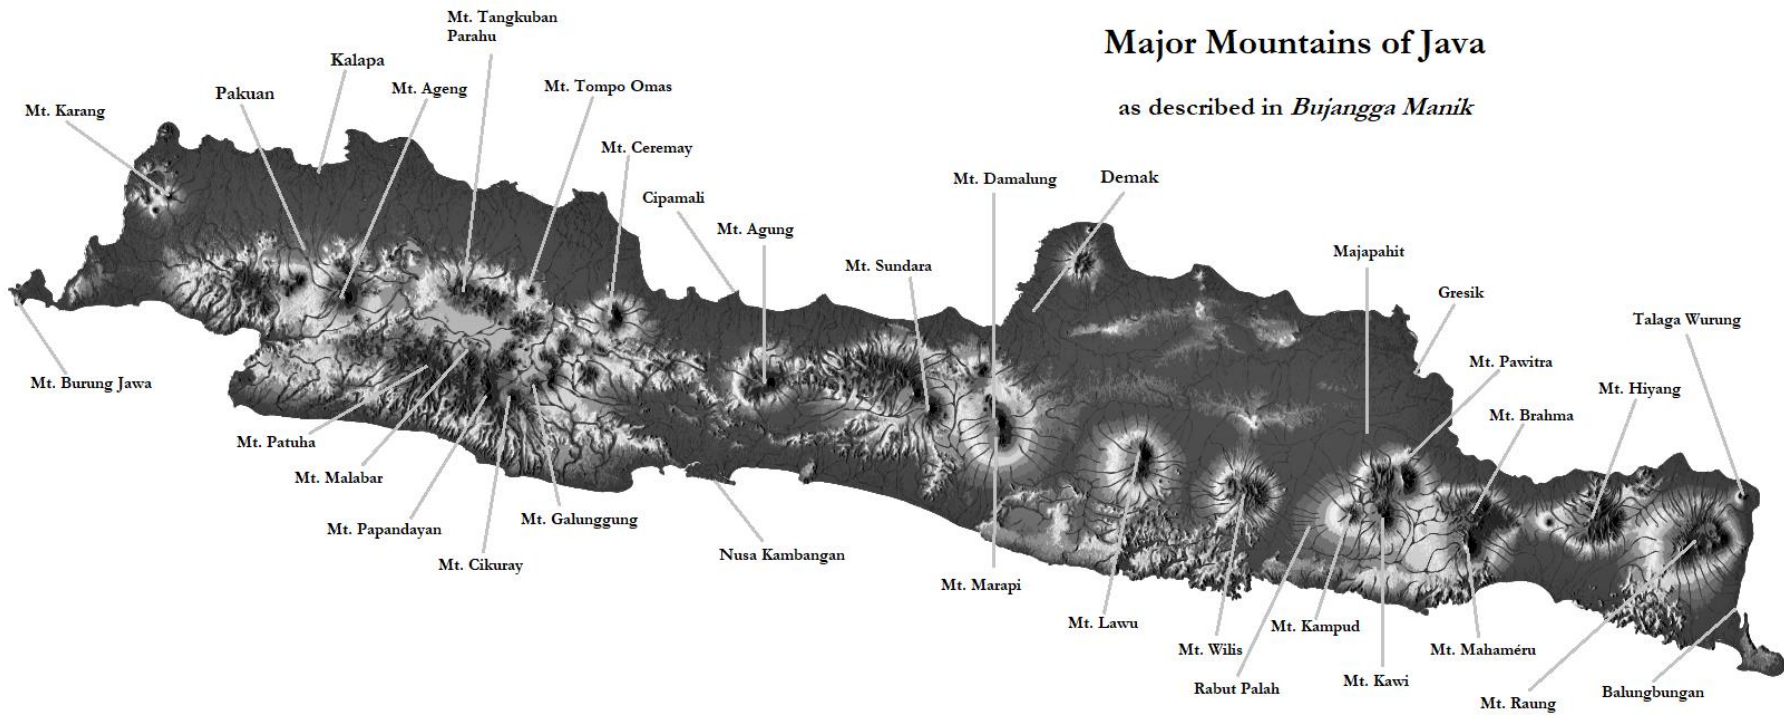 Major Mountains of Java
as described in Bujangga Manik
Mt. Tangkuban
Parahu
Kalapa
Mt. Ageng
Mt. Tompo Omas
Pakuan
Mt. Karang
Mt. Ceremay
Cipamali
Mt. Agung
Mt. Sundara
Mt. Damalung
Demak
Majapahit
Gresik
Talaga Wurung
Mt. Pawitra
Mt. Hiyang
Mt. Brahma
Mt. Burung Jawa
Mt. Patuha
Mt. Malabar
Mt. Papandayan
Mt. Galunggung
Mt. Cikuray
Nusa Kambangan
Mt. Marapi
Mt. Lawu
Mt. Wilis
Mt. Kampud
Rabut Palah
Mt. Kawi
Mt. Mahaméru
Mt. Raung
Balungbungan